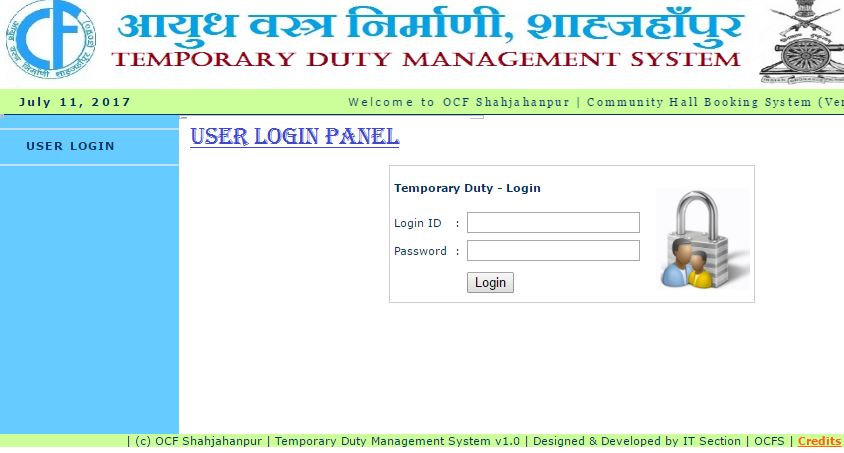 आयुध वस्त्र निर्माणी, शाहजहाँपुर
TEMPORARY DUTY MANAGEMENT SYSTEM
July 11, 2017
Welcome to OCF Shahjahanpur | Community Hall Booking System (Ver
USER LOGIN
USER LOGIN PANEL
Temporary Duty - Login
Login ID :
Password :
Login
| (c) OCF Shahjahanpur | Temporary Duty Management System v1.0 | Designed & Developed by IT Section | OCFS | Credits